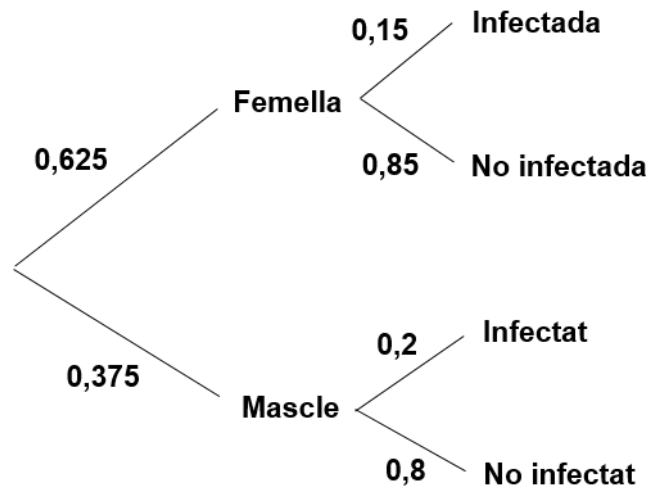 0,15
Infectada
Femella
0,625
0,85
No infectada
0,375
Mascle
0,2
Infectat
0,8
No infectat